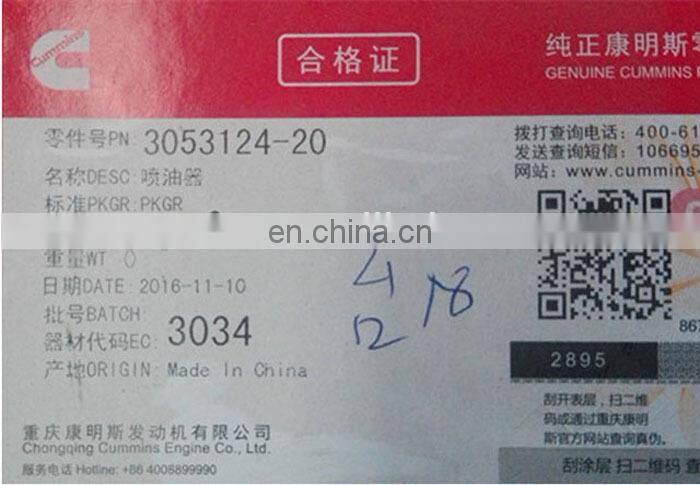 Cummins
合格证
纯正康明斯零
GENUINE CUMMINS
零件号PN: 3053124-20
名称DESC: 喷油器
标准PKGR: PKGR
重量WT 0
日期DATE: 2016-11-10
批号BATCH:
器材代码EC: 3034
产地ORIGIN: Made In China
拨打查询电话: 400-61
发送查询短信: 106695
网站: www.cummins-
en.china.cn
4
12
18
867
2895
刮开表层，扫二维
码或通过重庆康明
斯官方网站查询真伪。
刮涂层 扫二维码 查
重庆康明斯发动机有限公司
Chongqing Cummins Engine Co., Ltd.
服务电话 Hotline: +86 4008899990